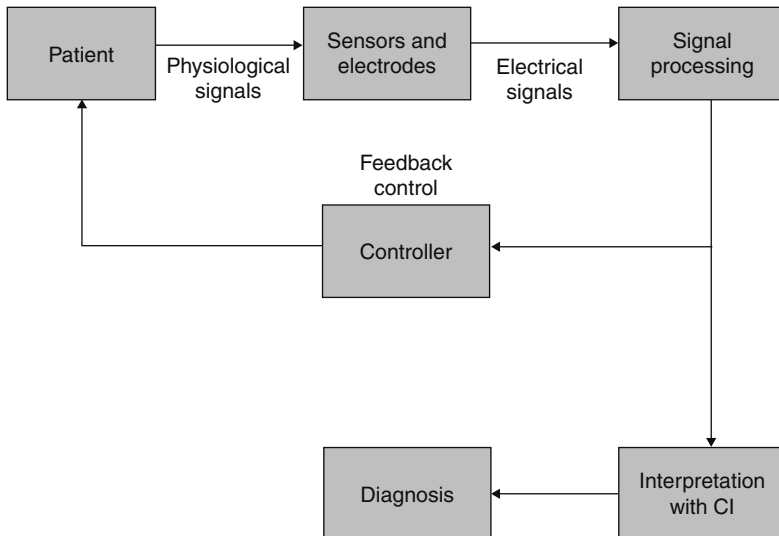 Patient
Physiological
signals
Sensors and
electrodes
Electrical
signals
Signal
processing
Feedback
control
Controller
Diagnosis
Interpretation
with CI